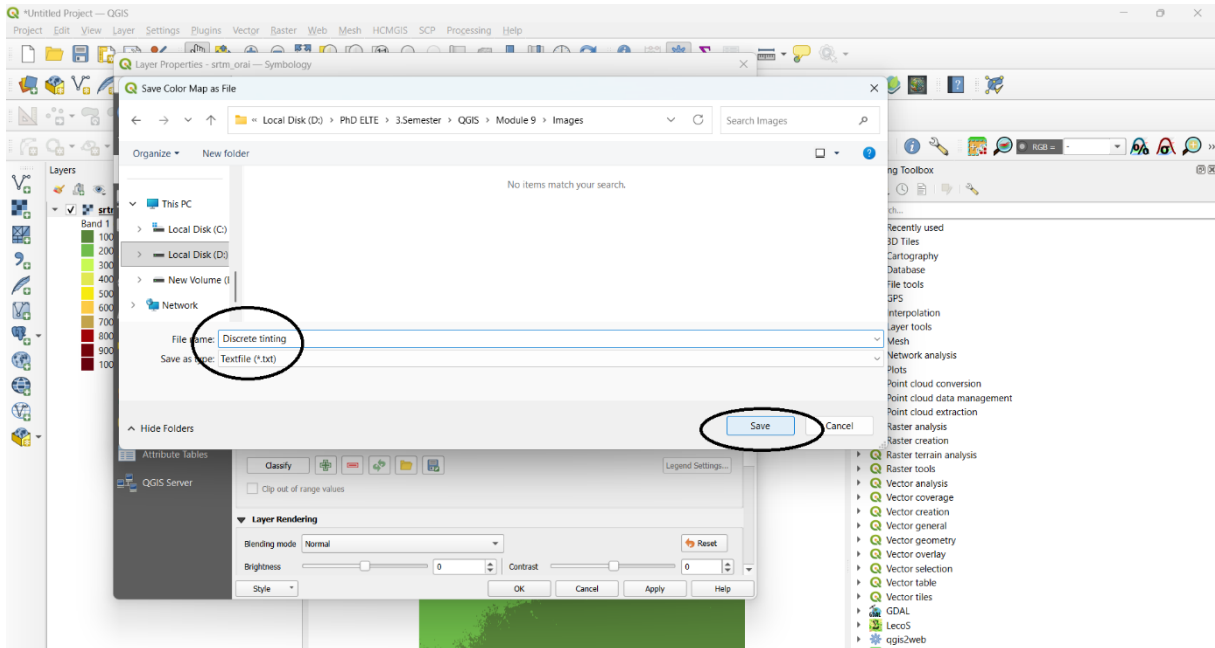 *Untitled Project — QGIS
Project Edit View Layer Settings Plugins Vector Raster Web Mesh HCMGIS SCP Processing Help
Layer Properties - srtm_orai — Symbology
Save Color Map as File
« Local Disk (D:) > PhD ELTE > 3.Semester > QGIS > Module 9 > Images
Search Images
Organize
New folder
RGB =
-
Layers
Band 1
No items match your search.
This PC
Local Disk (C:)
Local Disk (D:)
New Volume (
Network
100
200
300
400
500
600
700
800
900
100
File name: Discrete tinting
Save as type: Textfile (*.txt)
Hide Folders
Save
Cancel
Attribute Tables
QGIS Server
Classify
Legend Settings...
Clip out of range values
Layer Rendering
Blending mode Normal
Reset
Brightness 0 Contrast 0
Style OK Cancel Apply Help
Toolbox
Recently used
3D Tiles
Cartography
Database
File tools
GPS
Interpolation
Layer tools
Mesh
Network analysis
Plots
Point cloud conversion
Point cloud data management
Point cloud extraction
Raster analysis
Raster creation
Raster terrain analysis
Raster tools
Vector analysis
Vector coverage
Vector creation
Vector general
Vector geometry
Vector overlay
Vector selection
Vector table
Vector tiles
GDAL
LecoS
qgis2web